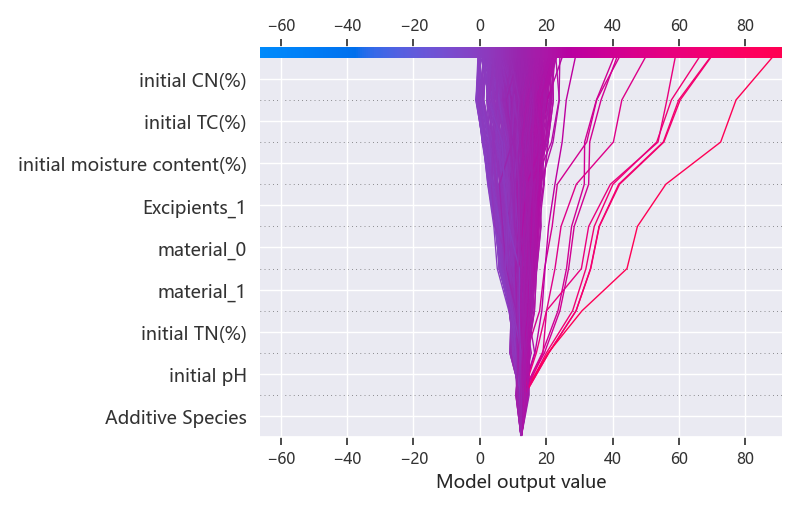 −60 −40 −20 0 20 40 60 80
initial CN(%)
initial TC(%)
initial moisture content(%)
Excipients_1
material_0
material_1
initial TN(%)
initial pH
Additive Species
−60 −40 −20 0 20 40 60 80
Model output value